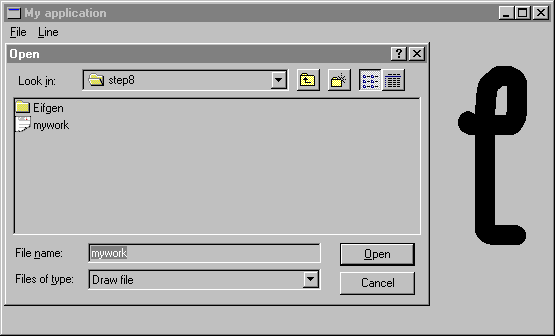 My application
File Line
Open
Look in: step8
Eifgen
mywork
File name: mywork Open
Files of type: Draw file Cancel